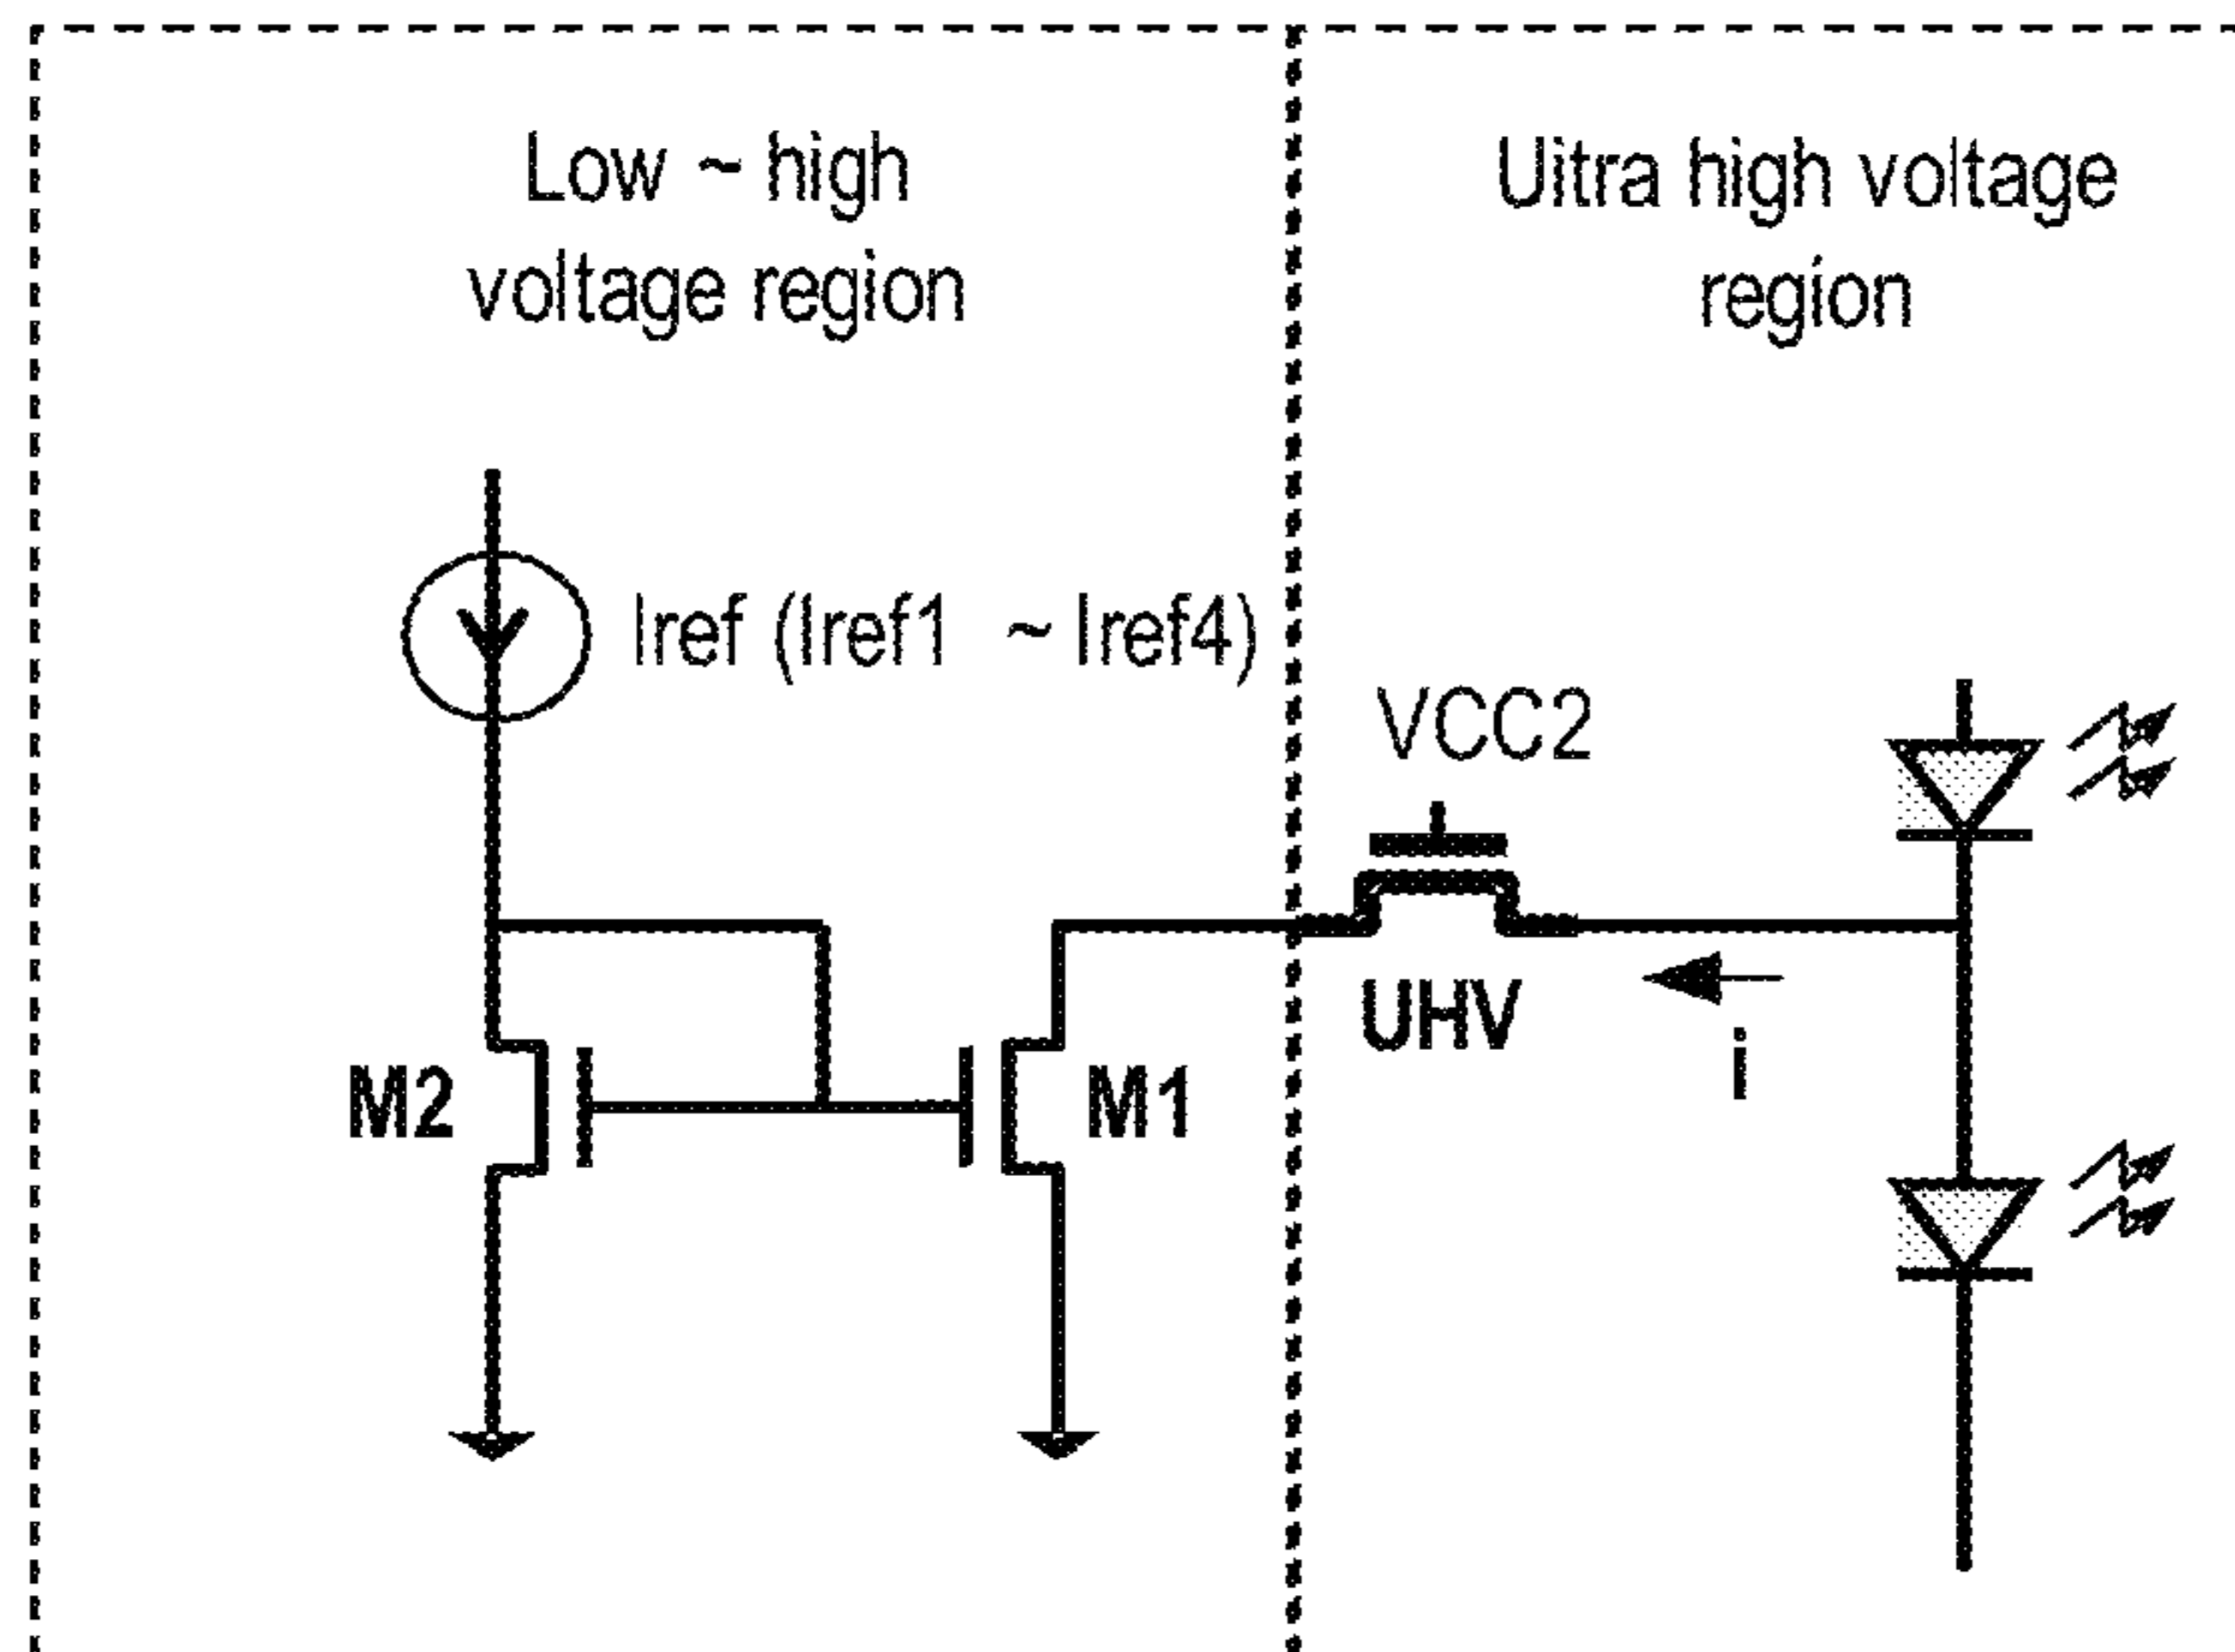 Low ~ high
voltage region
Uitra high voltage
region
Iref (Iref1 ~ Iref4)
VCC2
UHV
i
M2
M1